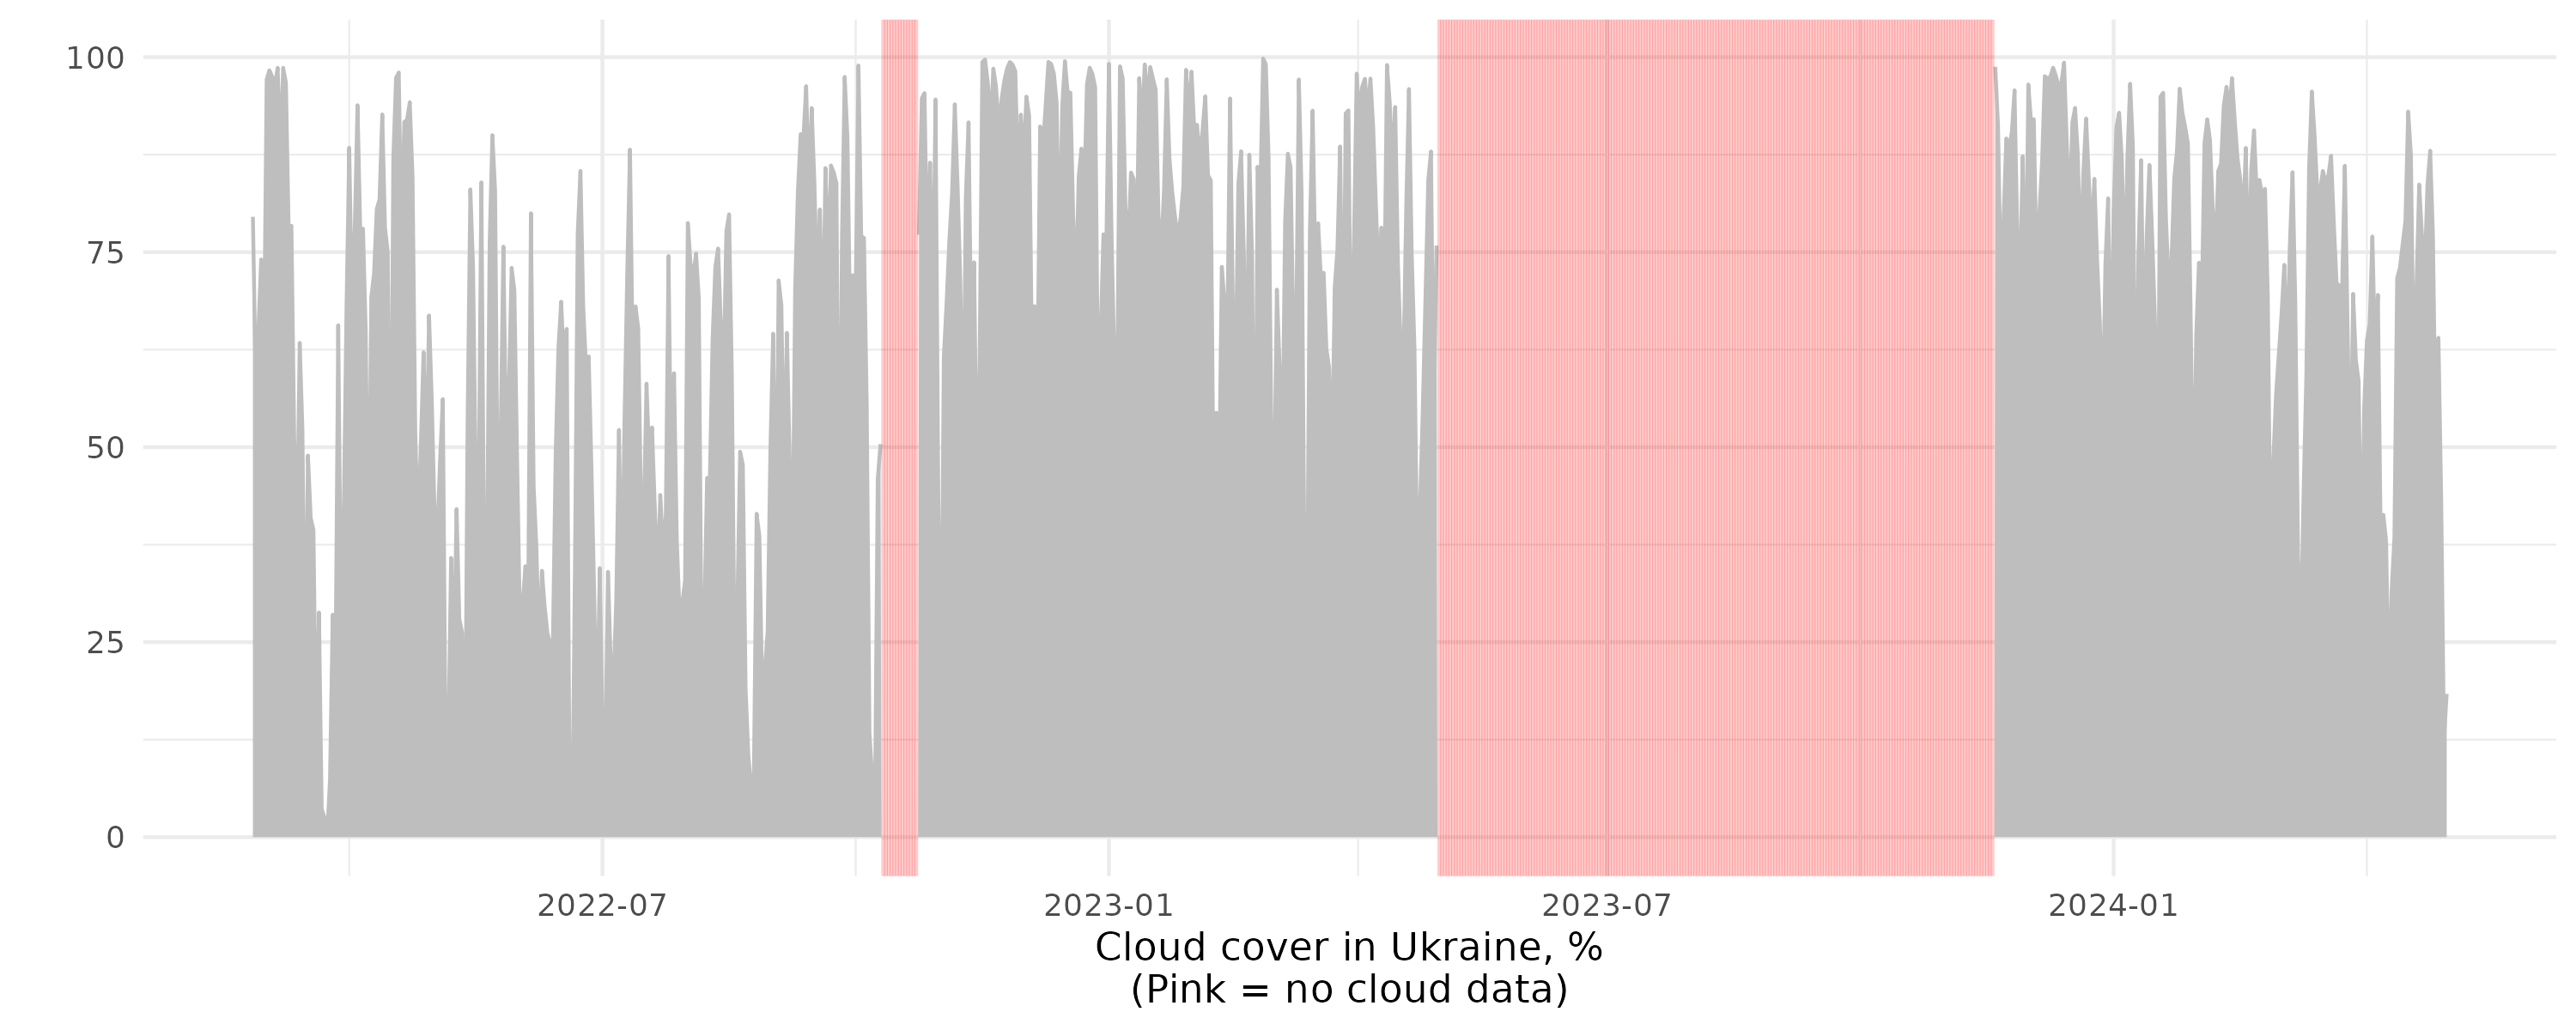 100
75
50
25
0
2022-07 2023-01 2023-07 2024-01
Cloud cover in Ukraine, %
(Pink = no cloud data)